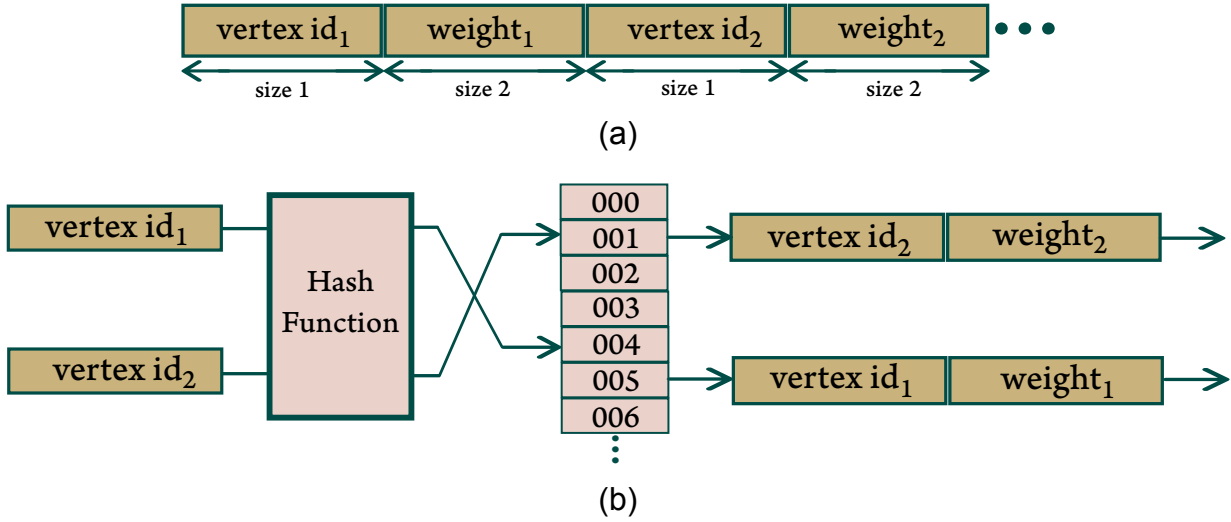 vertex id₁ weight₁ vertex id₂ weight₂
size 1 size 2 size 1 size 2
(a)
000
vertex id₁ 001 vertex id₂ weight₂
002
Hash
003
Function
004
vertex id₂ 005 vertex id₁ weight₁
006
(b)